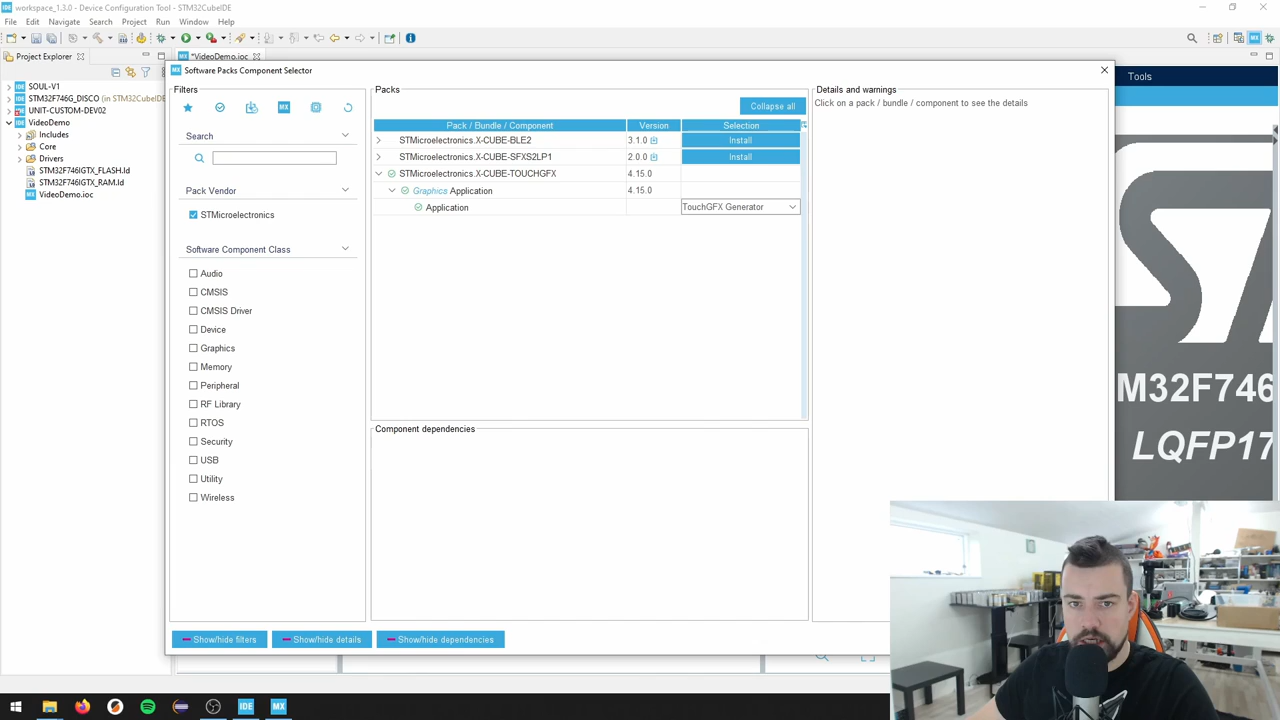 workspace_1.3.0 - Device Configuration Tool - STM32CubeIDE
File Edit Navigate Search Project Run Window Help
Project Explorer
*VideoDemo.ioc
SOUL-V1
STM32F746G_DISCO (in STM32CubeIDE
UNIT-CUSTOM-DEV02
VideoDemo
Includes
Core
Drivers
STM32F746IGTX_FLASH.ld
STM32F746IGTX_RAM.ld
VideoDemo.ioc
MX Software Packs Component Selector
Filters
MX
Search
Pack Vendor
STMicroelectronics
Software Component Class
Audio
CMSIS
CMSIS Driver
Device
Graphics
Memory
Peripheral
RF Library
RTOS
Security
USB
Utility
Wireless
Packs
Collapse all
Pack / Bundle / Component Version Selection
STMicroelectronics.X-CUBE-BLE2 3.1.0 Install
STMicroelectronics.X-CUBE-SFXS2LP1 2.0.0 Install
STMicroelectronics.X-CUBE-TOUCHGFX 4.15.0
Graphics Application 4.15.0
Application TouchGFX Generator
Component dependencies
Details and warnings
Click on a pack / bundle / component to see the details
Show/hide filters Show/hide details Show/hide dependencies
Tools
M32F746
LQFP17
IDE MX